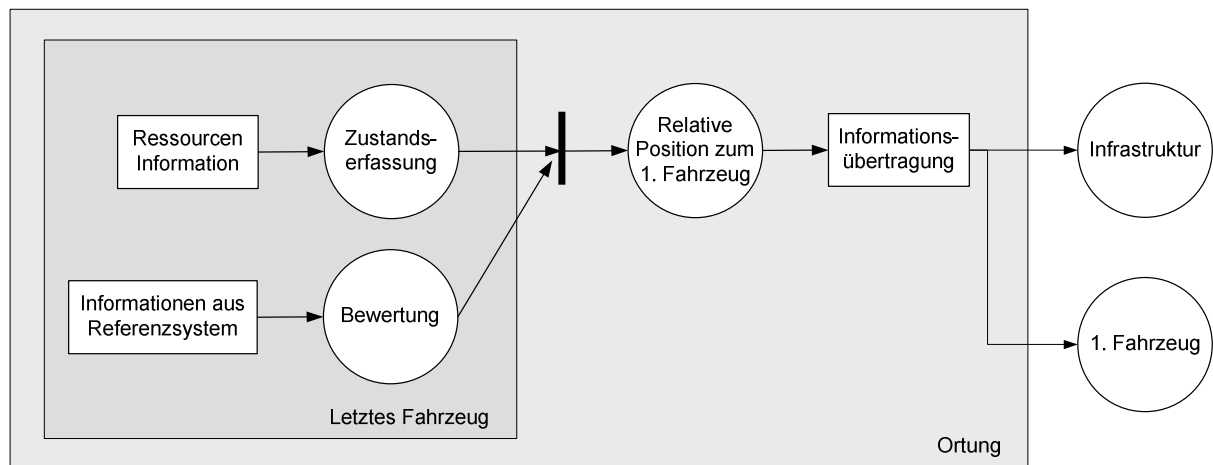 Ressourcen
Information
Zustands-
erfassung
Relative
Position zum
1. Fahrzeug
Informations-
übertragung
Infrastruktur
Informationen aus
Referenzsystem
Bewertung
1. Fahrzeug
Letztes Fahrzeug
Ortung